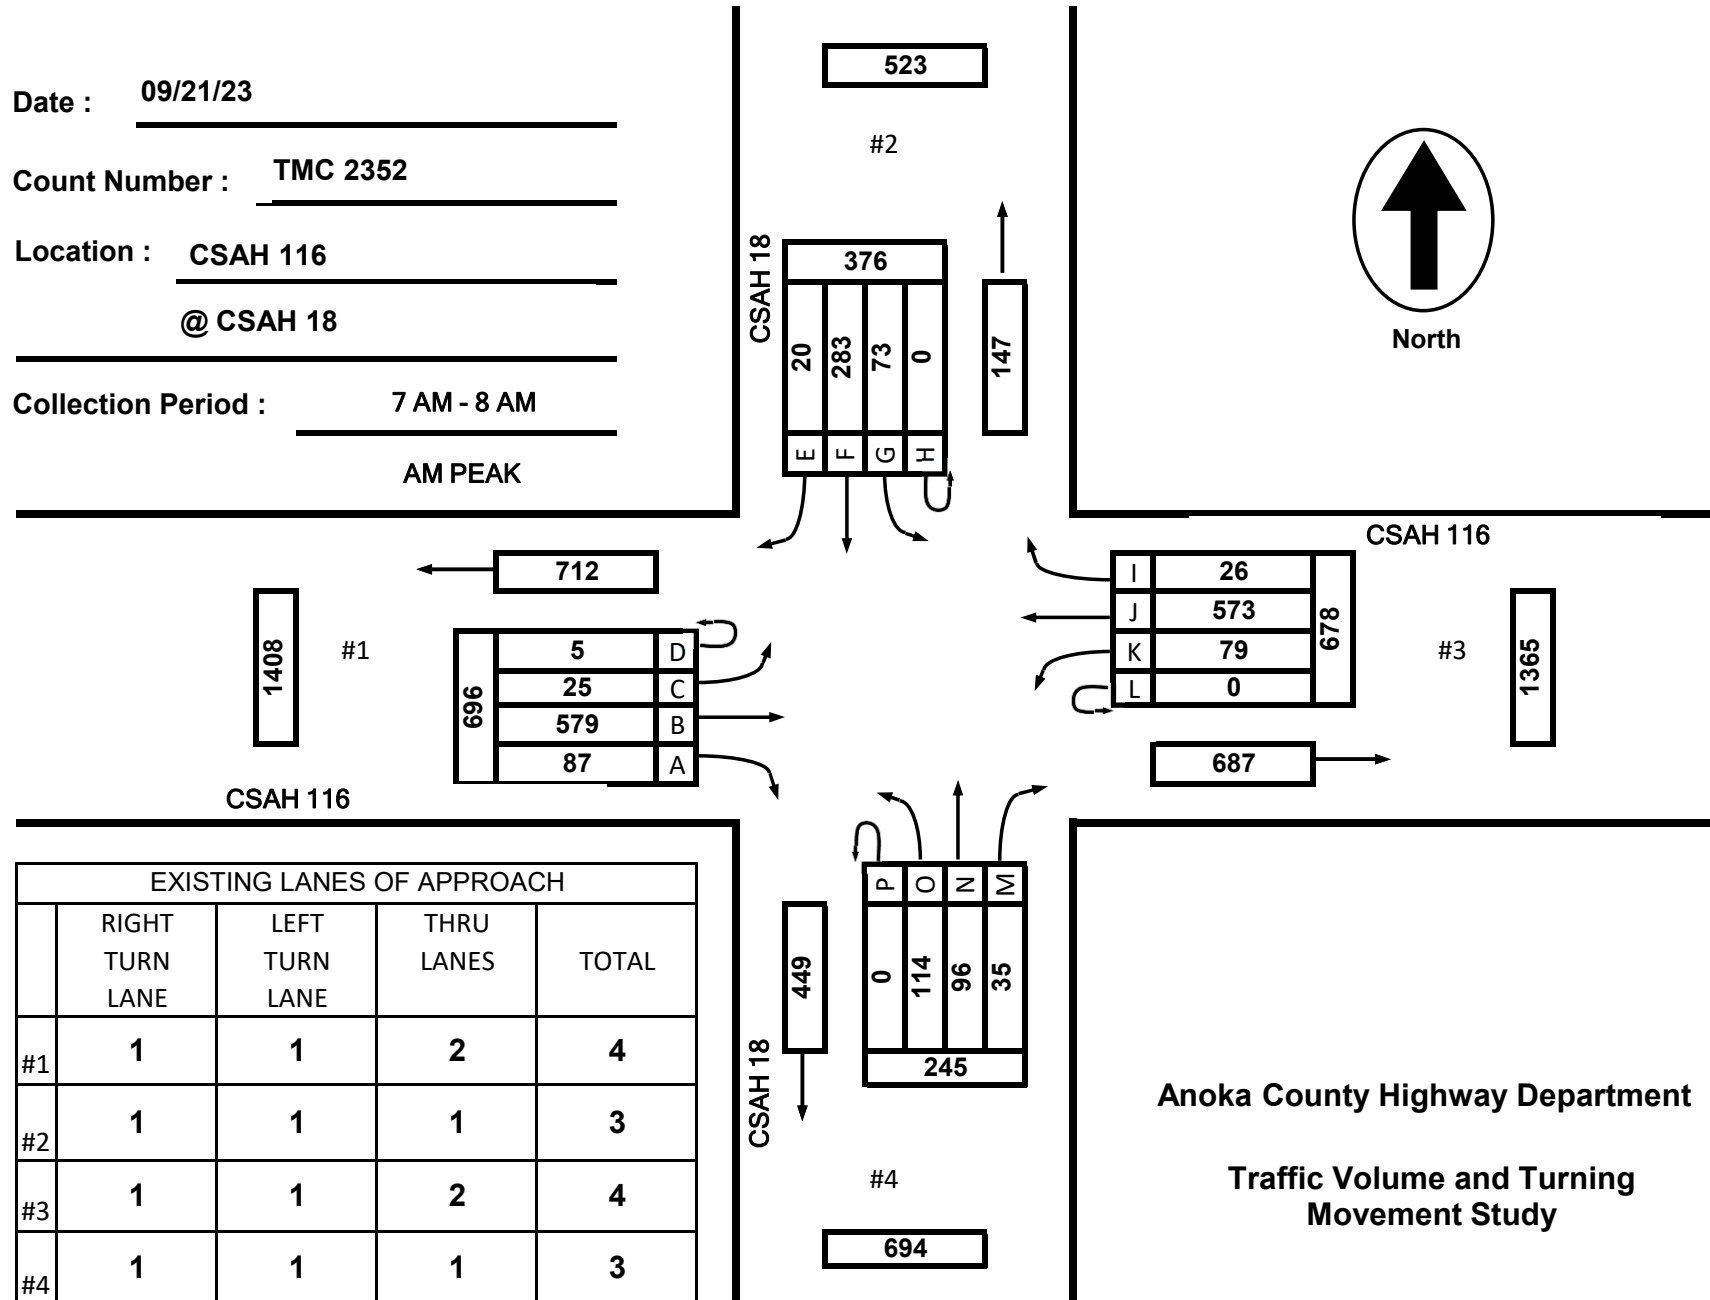 Date : 09/21/23
Count Number : TMC 2352
Location : CSAH 116
@ CSAH 18
Collection Period : 7 AM - 8 AM
AM PEAK
523
#2
CSAH 18
376
20 283 73 0
E F G H
147
North
CSAH 116
712
1408
#1
696
5 D
25 C
579 B
87 A
CSAH 116
I 26
J 573
K 79
L 0
678
#3
1365
687
P O N M
0 114 96 35
245
449
CSAH 18
#4
694
EXISTING LANES OF APPROACH
RIGHT TURN LANE
LEFT TURN LANE
THRU LANES
TOTAL
#1 1 1 2 4
#2 1 1 1 3
#3 1 1 2 4
#4 1 1 1 3
Anoka County Highway Department
Traffic Volume and Turning
Movement Study